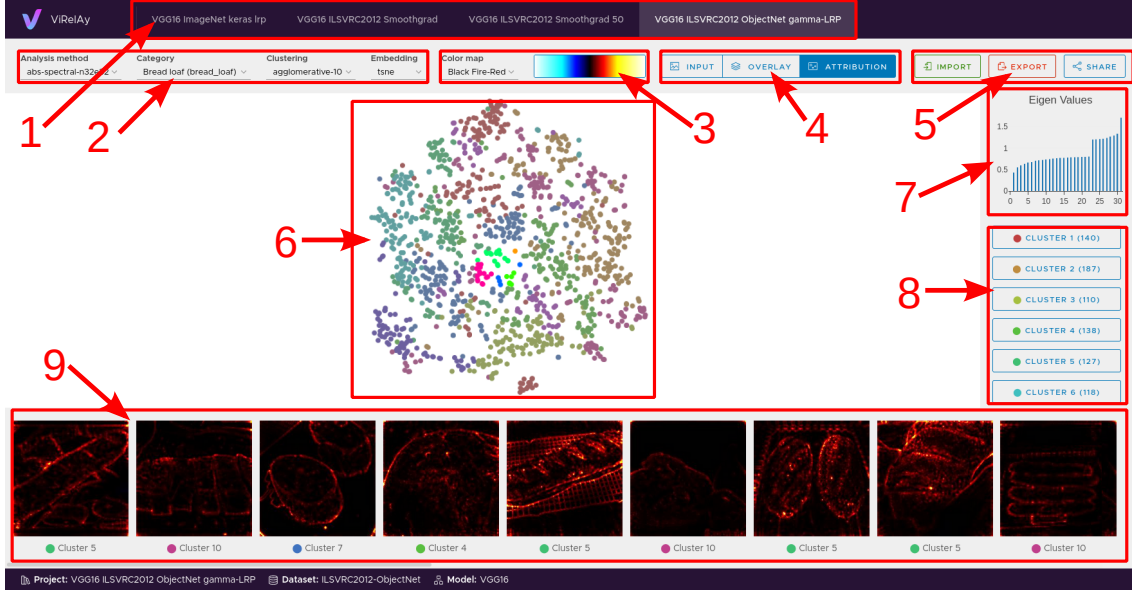 ViRelAy
VGG16 ImageNet keras lrp
VGG16 ILSVRC2012 Smoothgrad
VGG16 ILSVRC2012 Smoothgrad 50
VGG16 ILSVRC2012 ObjectNet gamma-LRP
1
Analysis method
Category
Clustering
Embedding
Color map
Bread loaf (bread_loaf)
agglomerative-10
tsne
Black Fire-Red
INPUT
OVERLAY
ATTRIBUTION
IMPORT
EXPORT
SHARE
2
3
4
5
Eigen Values
1.5
1
0.5
0
0 5 10 15 20 25 30
6
7
8
CLUSTER 1 (140)
CLUSTER 2 (187)
CLUSTER 3 (110)
CLUSTER 4 (138)
CLUSTER 5 (127)
CLUSTER 6 (118)
9
Cluster 5
Cluster 10
Cluster 7
Cluster 4
Cluster 5
Cluster 10
Cluster 5
Cluster 5
Cluster 10
Project: VGG16 ILSVRC2012 ObjectNet gamma-LRP
Dataset: ILSVRC2012-ObjectNet
Model: VGG16